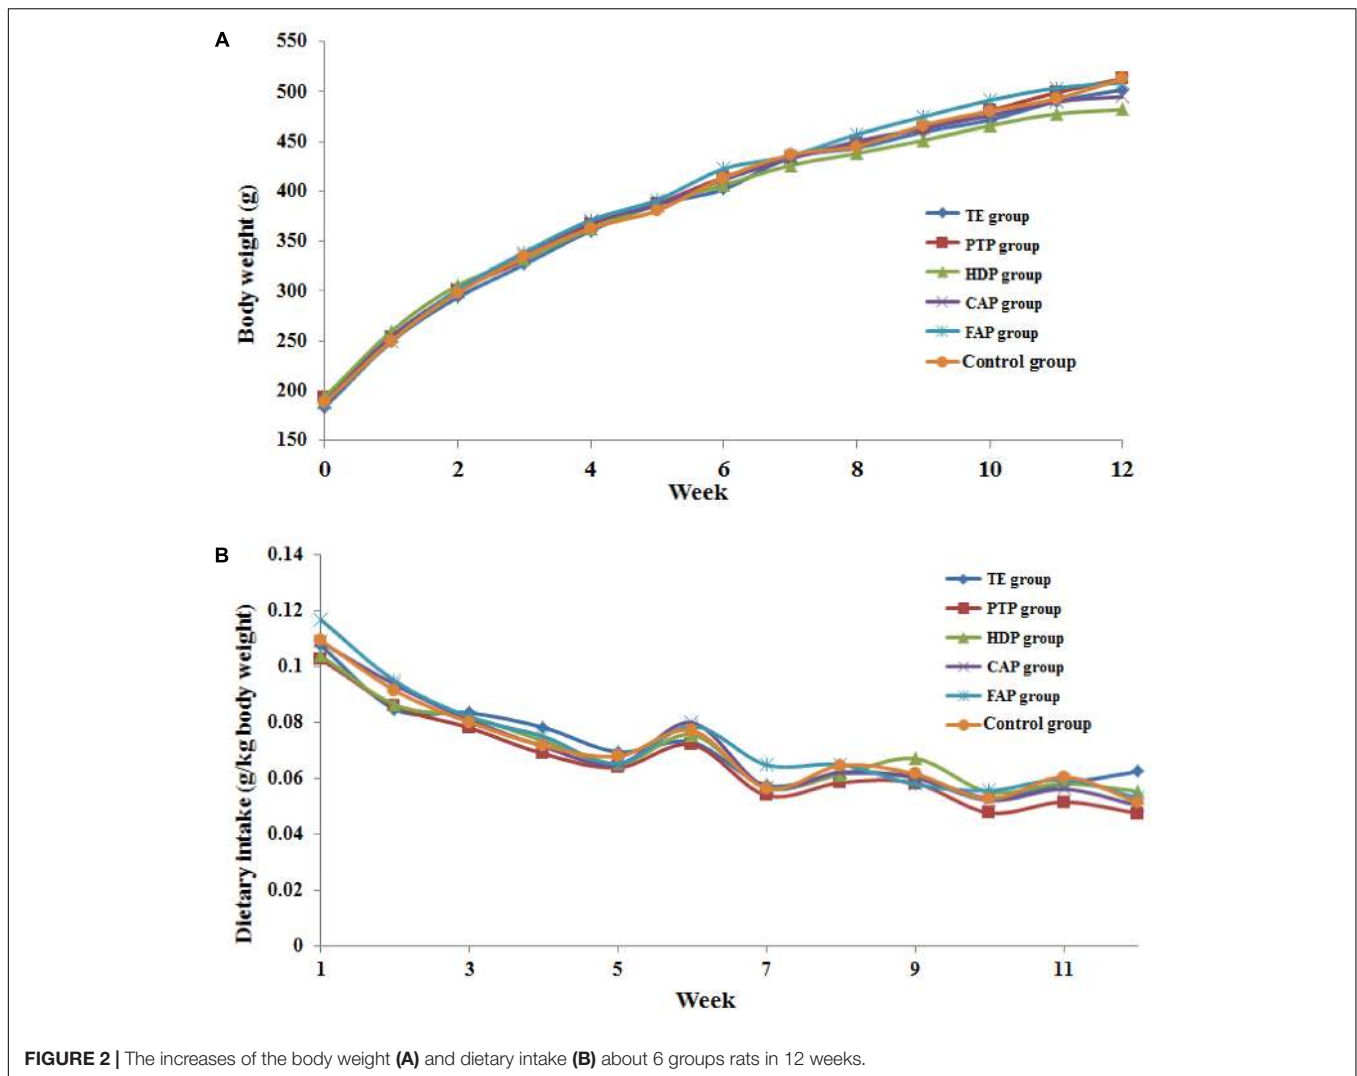 A
550
500
450
400
350
300
250
200
150
Body weight (g)
0 2 4 6 8 10 12
Week
TE group
PTP group
HDP group
CAP group
FAP group
Control group
B
0.14
0.12
0.1
0.08
0.06
0.04
0.02
0
Dietary intake (g/kg body weight)
1 3 5 7 9 11
Week
TE group
PTP group
HDP group
CAP group
FAP group
Control group
FIGURE 2 | The increases of the body weight (A) and dietary intake (B) about 6 groups rats in 12 weeks.